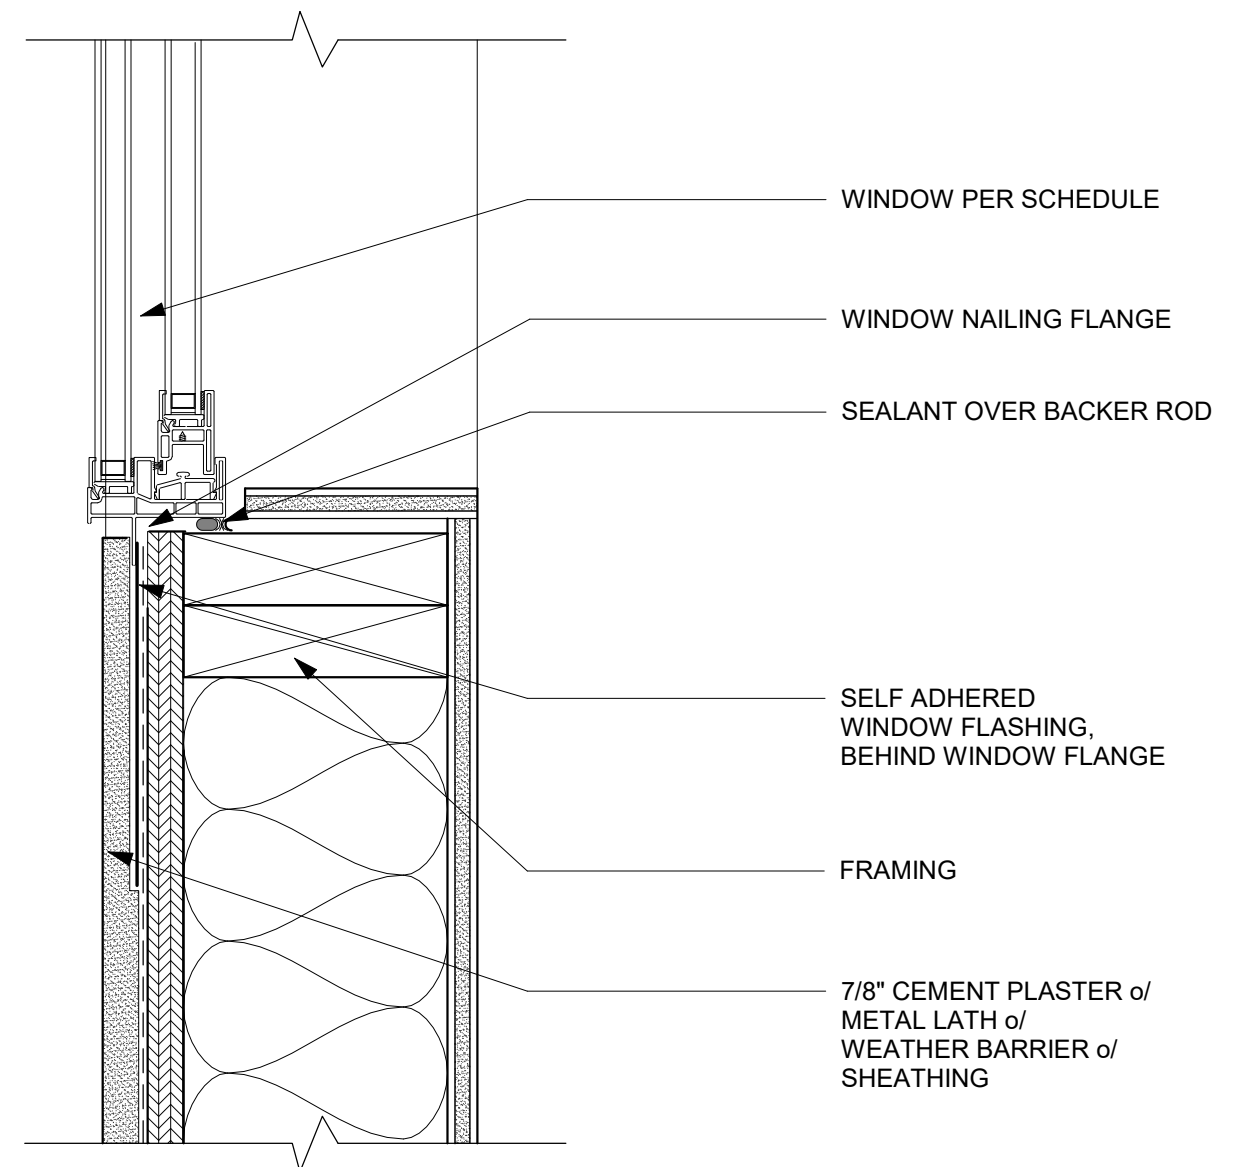 WINDOW PER SCHEDULE
WINDOW NAILING FLANGE
SEALANT OVER BACKER ROD
SELF ADHERED
WINDOW FLASHING,
BEHIND WINDOW FLANGE
FRAMING
7/8" CEMENT PLASTER o/
METAL LATH o/
WEATHER BARRIER o/
SHEATHING